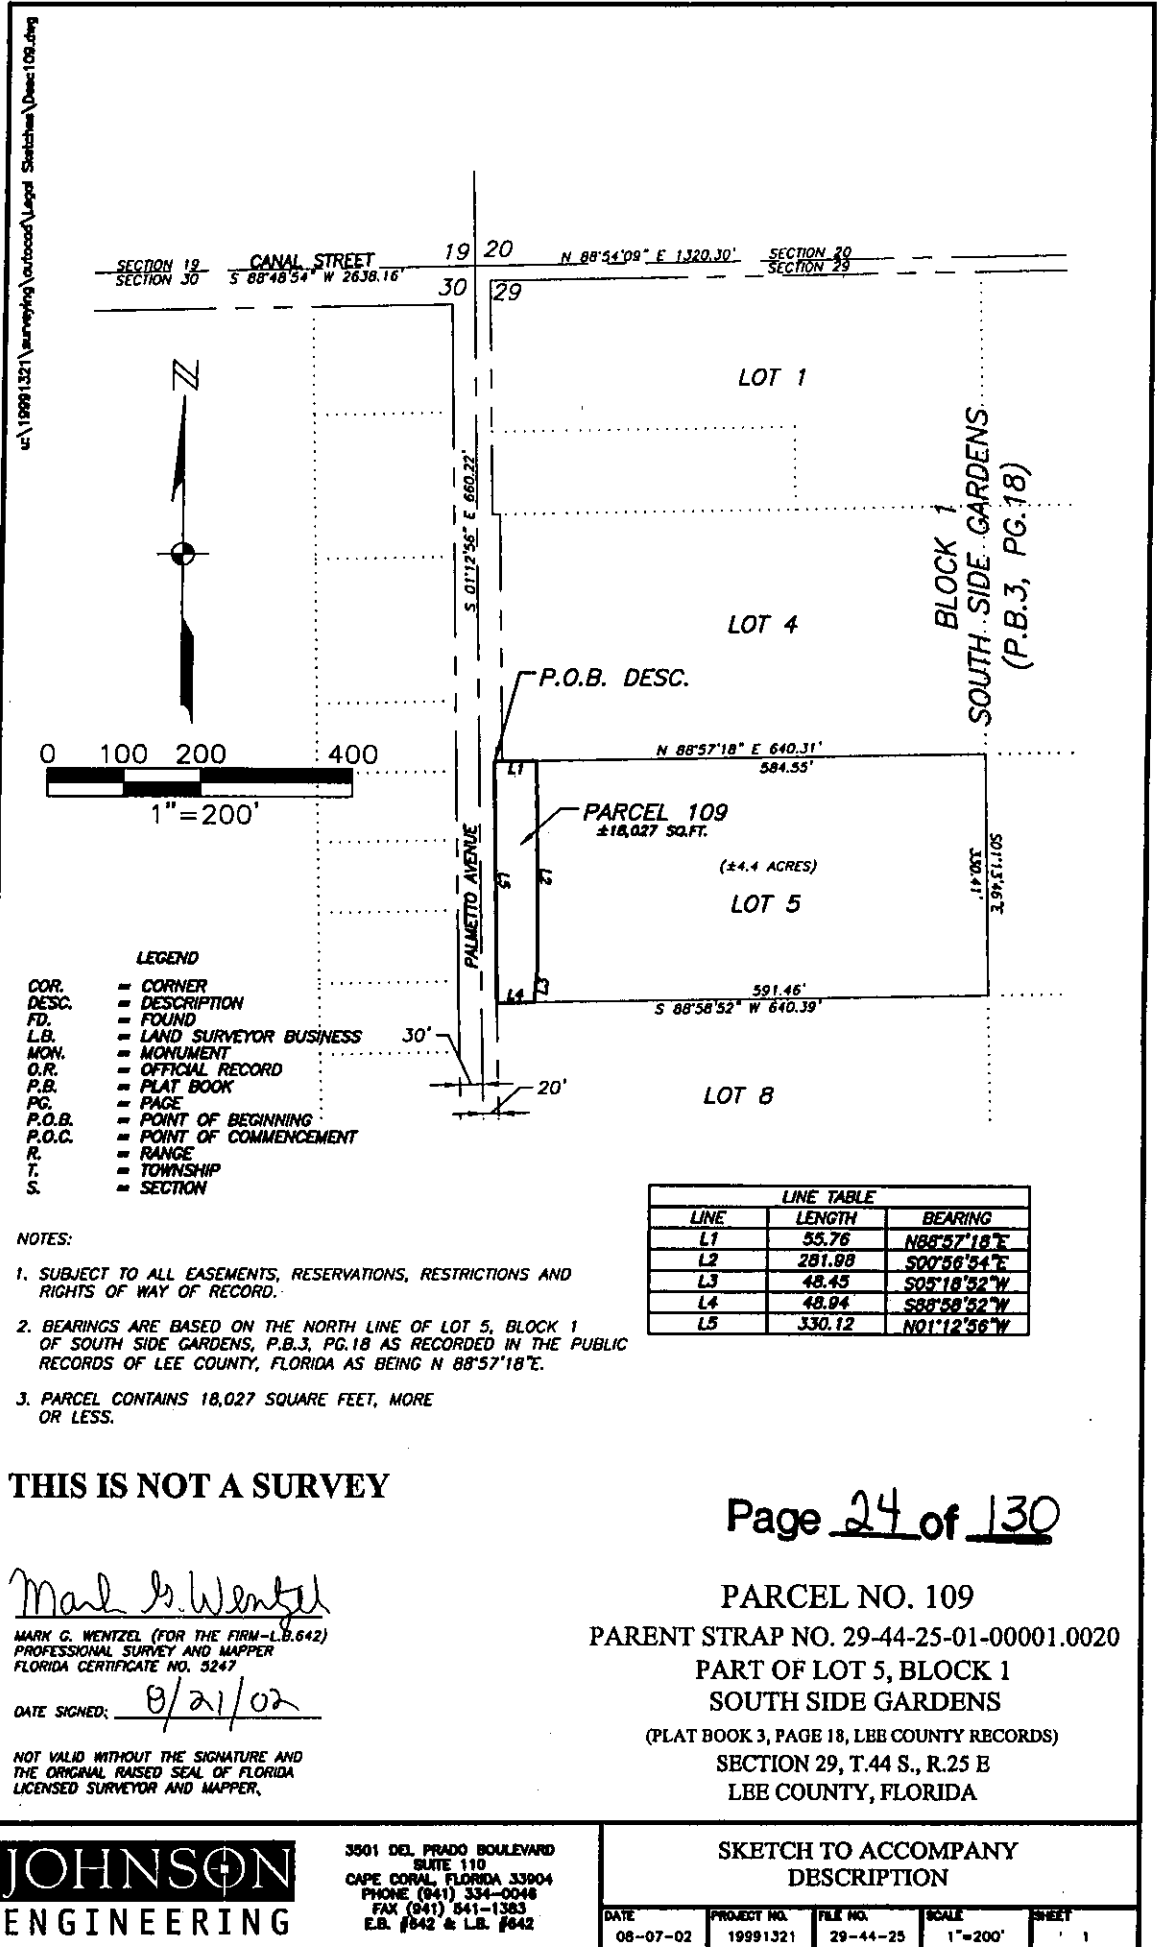 u:\19991321\surveying\autocad\Legal Sketches\Desc109.dwg
SECTION 19
SECTION 30
CANAL STREET
S 88°48'54" W 2638.16'
19
20
30
29
N 88°54'09" E 1320.30'
SECTION 20
SECTION 29
N
LOT 1
S 01°12'56" E 660.22'
BLOCK 1
SOUTH SIDE GARDENS
(P.B.3, PG.18)
LOT 4
P.O.B. DESC.
0 100 200 400
1"=200'
N 88°57'18" E 640.31'
584.55'
L1
PARCEL 109
±18,027 SQ.FT.
PALMETTO AVENUE
L5
L2
(±4.4 ACRES)
LOT 5
S01°13'46"E
330.41'
L3
L4
591.46'
S 88°58'52" W 640.39'
30'
20'
LOT 8
LEGEND
COR. = CORNER
DESC. = DESCRIPTION
FD. = FOUND
L.B. = LAND SURVEYOR BUSINESS
MON. = MONUMENT
O.R. = OFFICIAL RECORD
P.B. = PLAT BOOK
PG. = PAGE
P.O.B. = POINT OF BEGINNING
P.O.C. = POINT OF COMMENCEMENT
R. = RANGE
T. = TOWNSHIP
S. = SECTION
LINE TABLE
LINE LENGTH BEARING
L1 55.76 N88°57'18"E
L2 281.98 S00°56'54"E
L3 48.45 S05°18'52"W
L4 48.94 S88°58'52"W
L5 330.12 N01°12'56"W
NOTES:
1. SUBJECT TO ALL EASEMENTS, RESERVATIONS, RESTRICTIONS AND
RIGHTS OF WAY OF RECORD.
2. BEARINGS ARE BASED ON THE NORTH LINE OF LOT 5, BLOCK 1
OF SOUTH SIDE GARDENS, P.B.3, PG.18 AS RECORDED IN THE PUBLIC
RECORDS OF LEE COUNTY, FLORIDA AS BEING N 88°57'18"E.
3. PARCEL CONTAINS 18,027 SQUARE FEET, MORE
OR LESS.
THIS IS NOT A SURVEY
Page 24 of 130
Mark G. Wentzel
MARK G. WENTZEL (FOR THE FIRM-L.B.642)
PROFESSIONAL SURVEY AND MAPPER
FLORIDA CERTIFICATE NO. 5247
DATE SIGNED: 8/21/02
NOT VALID WITHOUT THE SIGNATURE AND
THE ORIGINAL RAISED SEAL OF FLORIDA
LICENSED SURVEYOR AND MAPPER.
PARCEL NO. 109
PARENT STRAP NO. 29-44-25-01-00001.0020
PART OF LOT 5, BLOCK 1
SOUTH SIDE GARDENS
(PLAT BOOK 3, PAGE 18, LEE COUNTY RECORDS)
SECTION 29, T.44 S., R.25 E
LEE COUNTY, FLORIDA
JOHNSON
ENGINEERING
3501 DEL PRADO BOULEVARD
SUITE 110
CAPE CORAL, FLORIDA 33904
PHONE (941) 334-0046
FAX (941) 541-1383
E.B. #642 & L.B. #642
SKETCH TO ACCOMPANY
DESCRIPTION
DATE PROJECT NO. FILE NO. SCALE SHEET
08-07-02 19991321 29-44-25 1"=200' 1